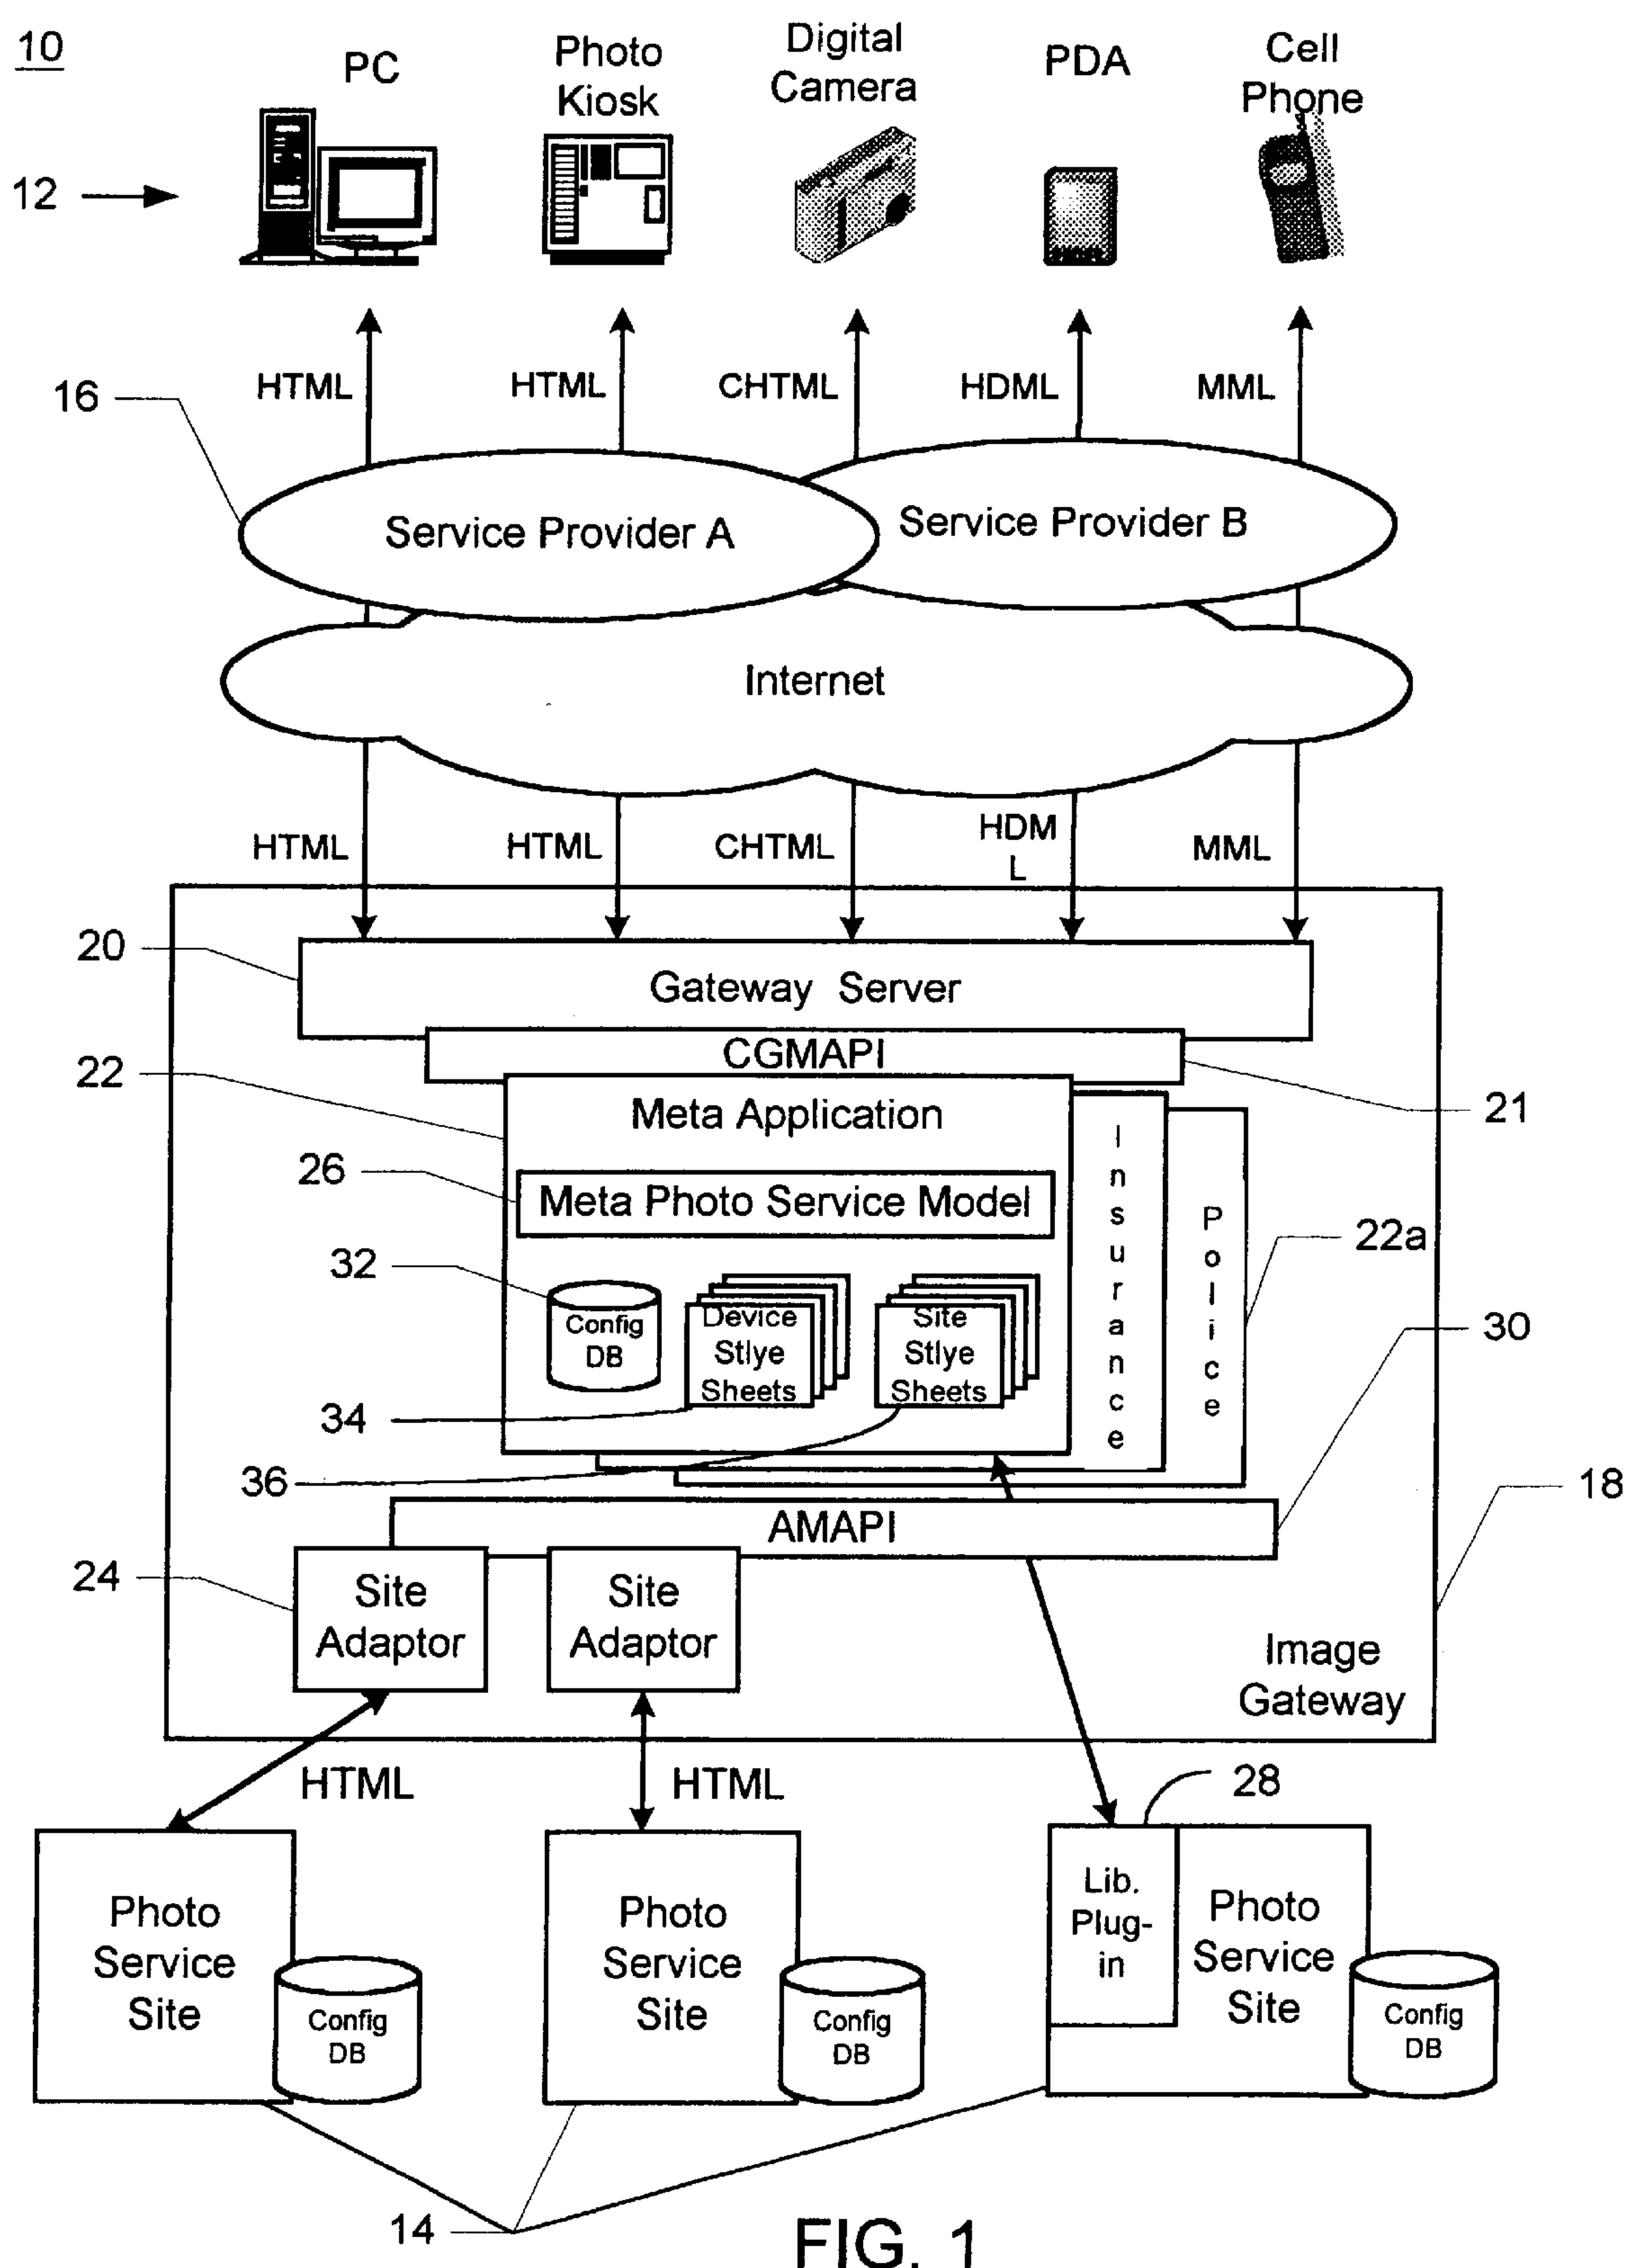 10
PC
Photo
Kiosk
Digital
Camera
PDA
Cell
Phone
12
HTML
HTML
CHTML
HDML
MML
16
Service Provider A
Service Provider B
Internet
HTML
HTML
CHTML
HDM
L
MML
20
Gateway Server
CGMAPI
22
21
Meta Application
26
Meta Photo Service Model
Insurance
Police
22a
32
Config
DB
Device
Stlye
Sheets
Site
Stlye
Sheets
30
34
36
18
AMAPI
24
Site
Adaptor
Site
Adaptor
Image
Gateway
HTML
HTML
28
Photo
Service
Site
Config
DB
Photo
Service
Site
Config
DB
Lib.
Plug-
in
Photo
Service
Site
Config
DB
14
FIG. 1